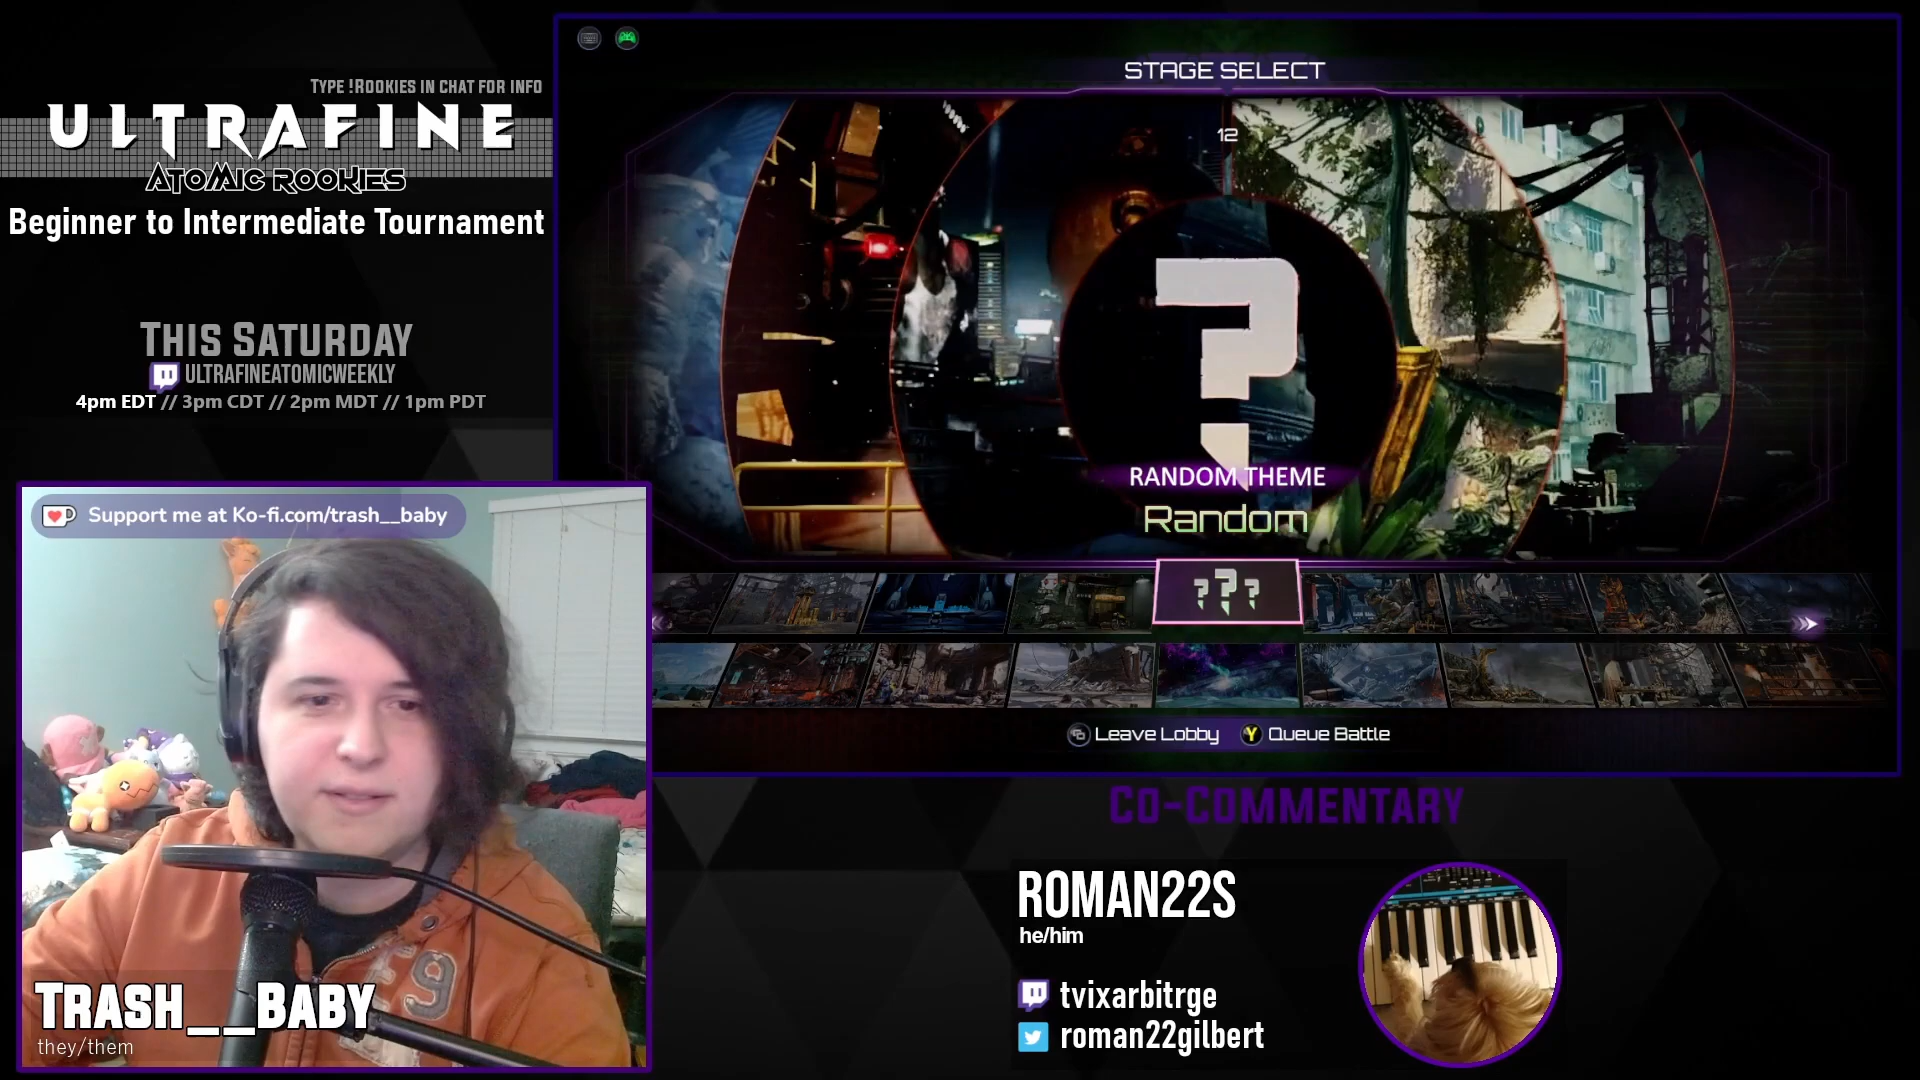 TYPE !ROOKIES IN CHAT FOR INFO
ULTRAFINE
ATOMIC ROOKIES
Beginner to Intermediate Tournament
THIS SATURDAY
ULTRAFINEATOMICWEEKLY
4pm EDT // 3pm CDT // 2pm MDT // 1pm PDT
Support me at Ko-fi.com/trash__baby
F9
TRASH__BABY
they/them
STAGE SELECT
12
?
RANDOM THEME
Random
? ? ?
Leave Lobby Y Queue Battle
CO-COMMENTARY
ROMAN22S
he/him
tvixarbitrge
roman22gilbert